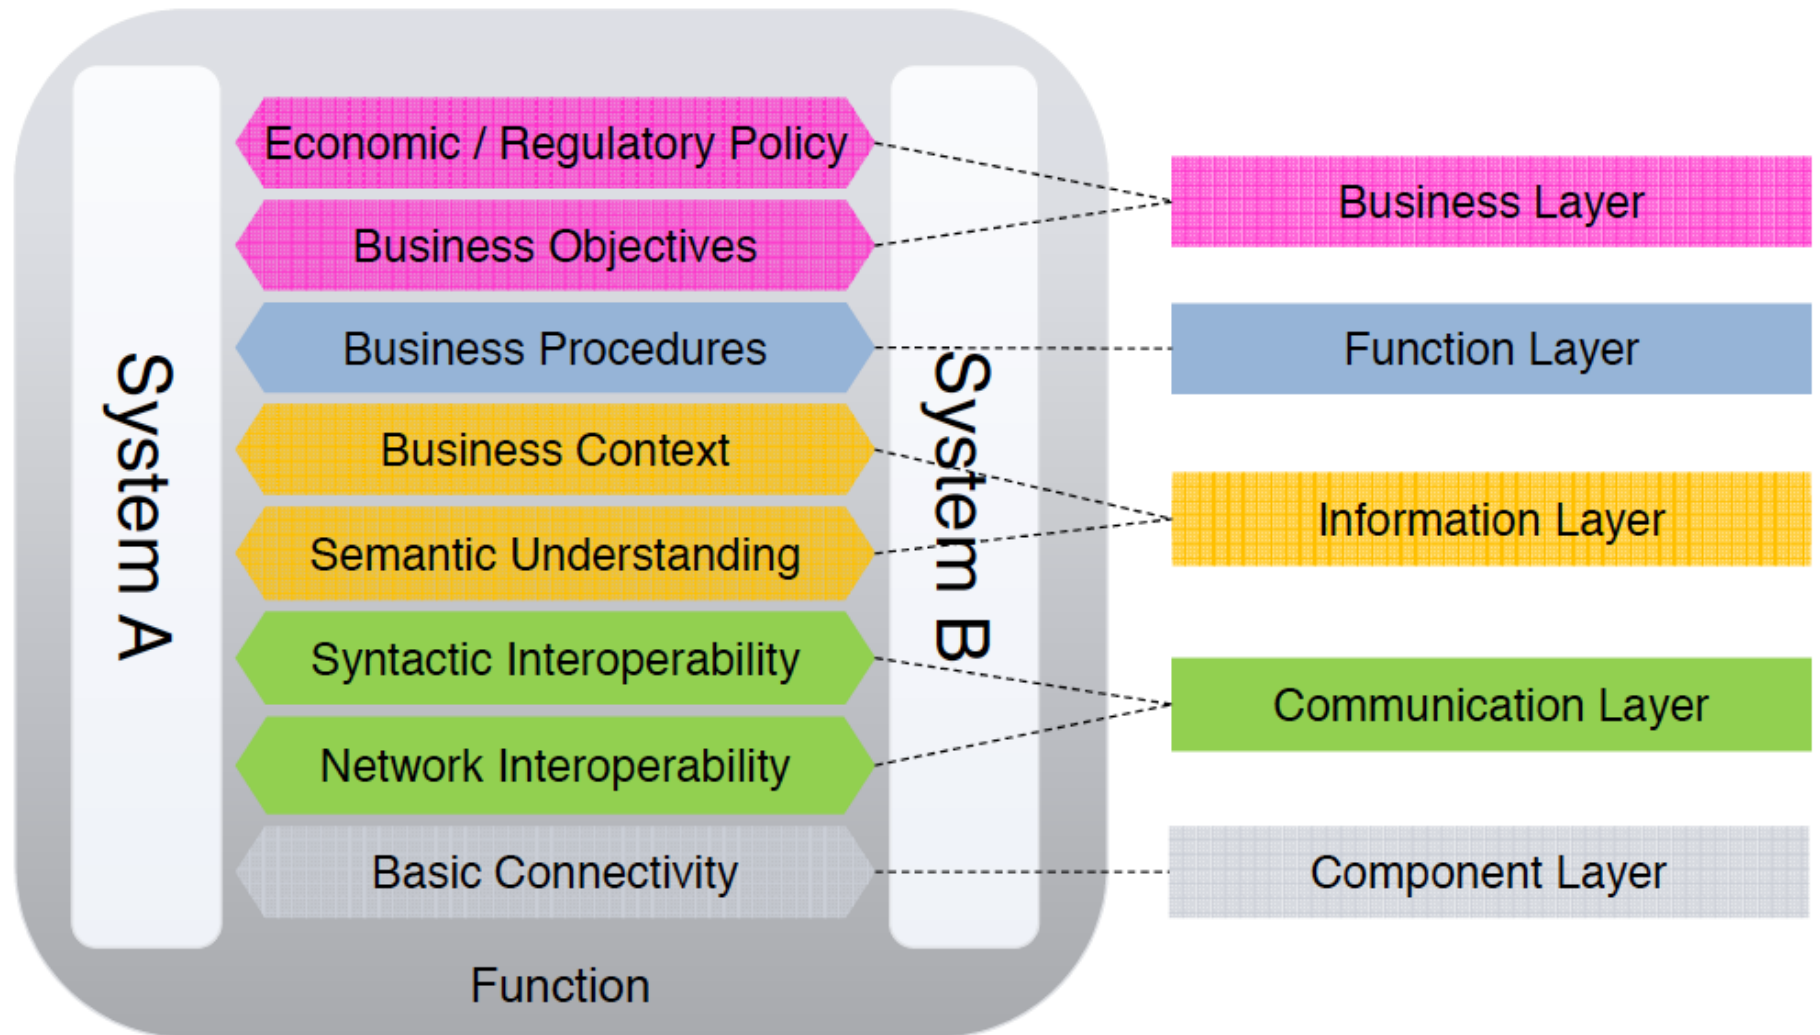 System A
Economic / Regulatory Policy
Business Objectives
Business Procedures
Business Context
Semantic Understanding
Syntactic Interoperability
Network Interoperability
Basic Connectivity
System B
Function
Business Layer
Function Layer
Information Layer
Communication Layer
Component Layer